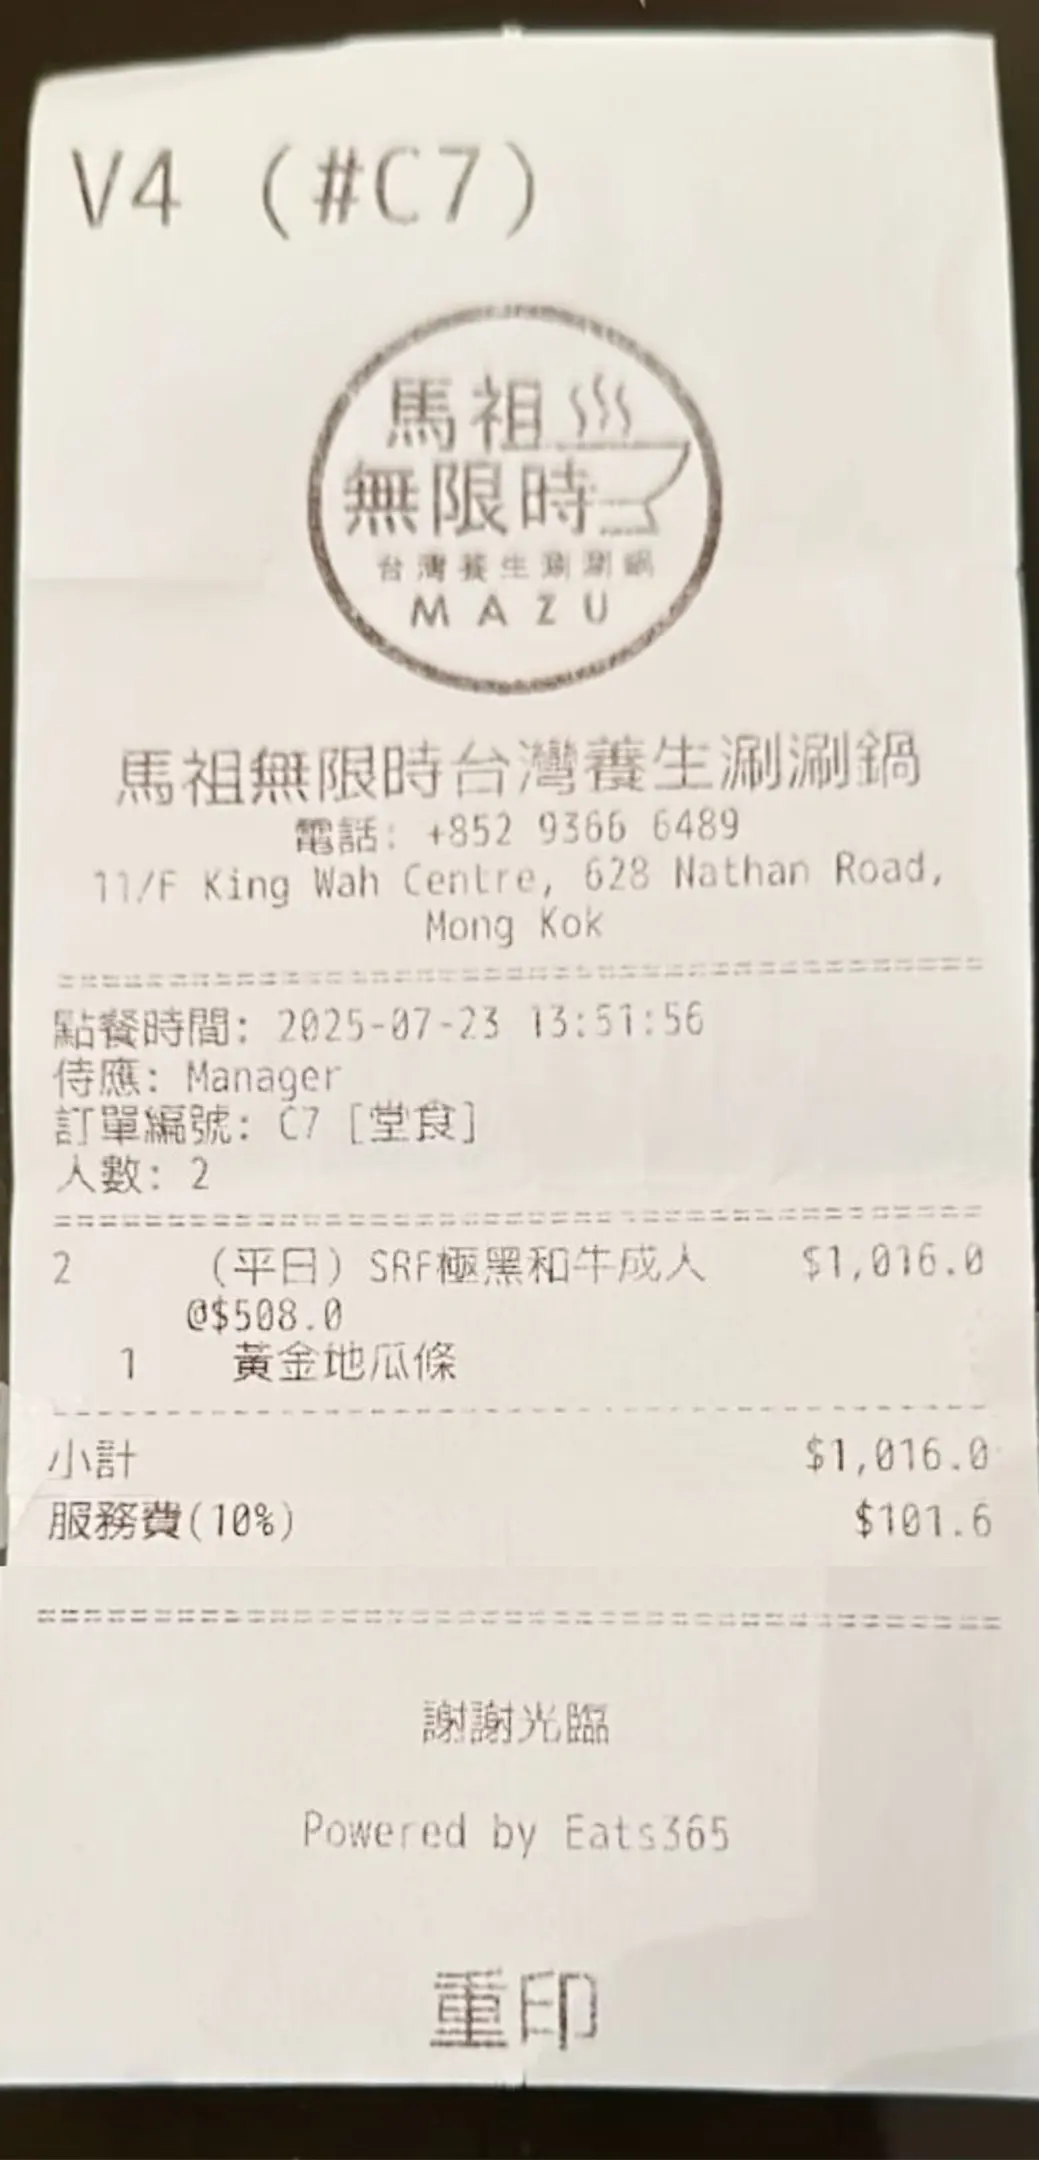 V4 (#C7)
馬祖
無限時
台灣養生涮涮鍋
MAZU
馬祖無限時台灣養生涮涮鍋
電話: +852 9366 6489
11/F King Wah Centre, 628 Nathan Road,
Mong Kok
點餐時間: 2025-07-23 13:51:56
侍應: Manager
訂單編號: C7 [堂食]
人數: 2
2 (平日) SRF極黑和牛成人 $1,016.0
@$508.0
1 黃金地瓜條
小計 $1,016.0
服務費(10%) $101.6
謝謝光臨
Powered by Eats365
重印